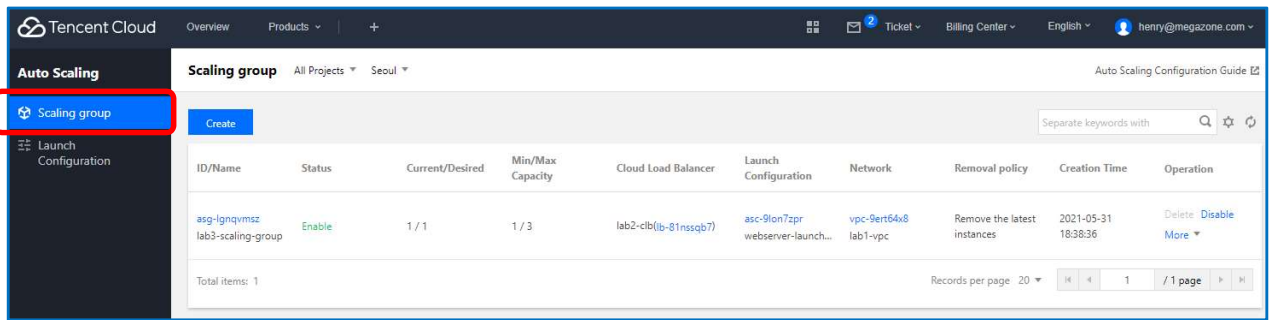 Tencent Cloud Overview Products + 2 Ticket Billing Center English henry@megazone.com
Auto Scaling Scaling group All Projects Seoul Auto Scaling Configuration Guide
Scaling group
Create Separate keywords with
Launch
Configuration
ID/Name Status Current/Desired Min/Max Capacity Cloud Load Balancer Launch Configuration Network Removal policy Creation Time Operation
asg-lgnqvmsz Enable 1 / 1 1 / 3 lab2-clb(lb-81nssqb7) asc-9lon7zpr vpc-9ert64x8 Remove the latest 2021-05-31 Delete Disable
lab3-scaling-group webserver-launch... lab1-vpc instances 18:38:36 More
Total items: 1 Records per page 20 1 / 1 page